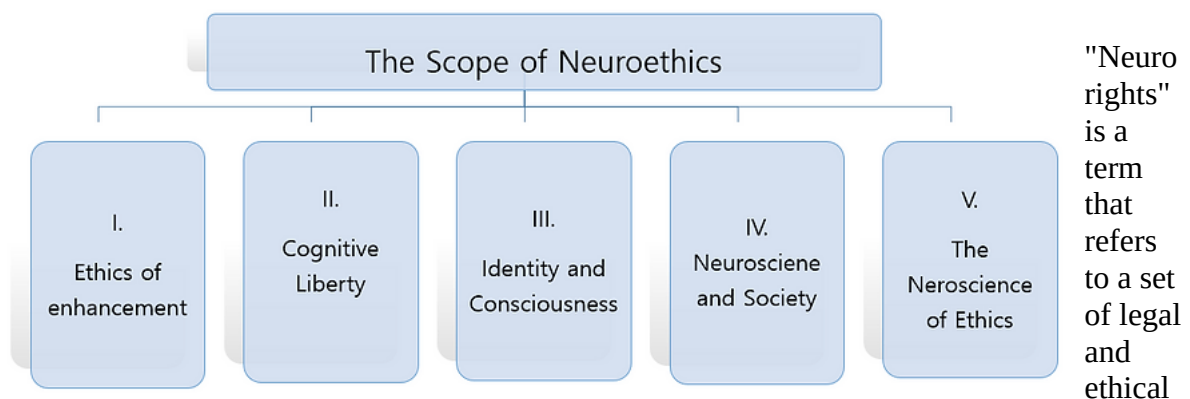 The Scope of Neuroethics
I.
Ethics of
enhancement
II.
Cognitive
Liberty
III.
Identity and
Consciousness
IV.
Neurosciene
and Society
V.
The
Neroscience
of Ethics
"Neuro
rights"
is a
term
that
refers
to a set
of legal
and
ethical